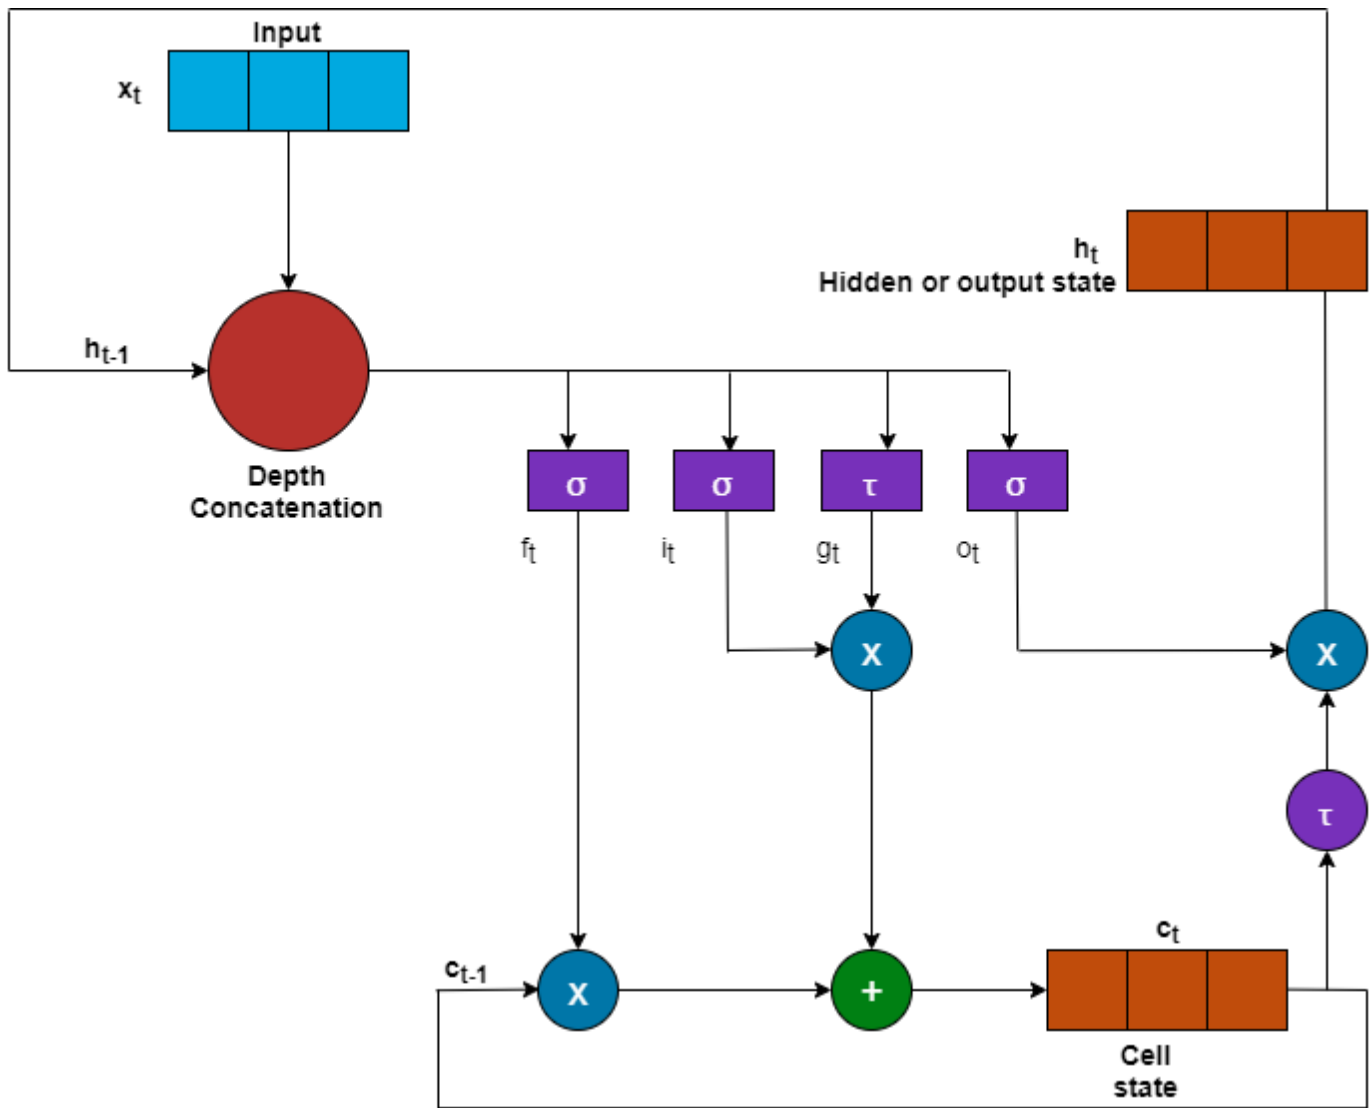 Input
xt
ht
Hidden or output state
ht-1
Depth
Concatenation
σ
σ
τ
σ
ft
it
gt
ot
X
X
τ
ct
ct-1
X
+
Cell
state